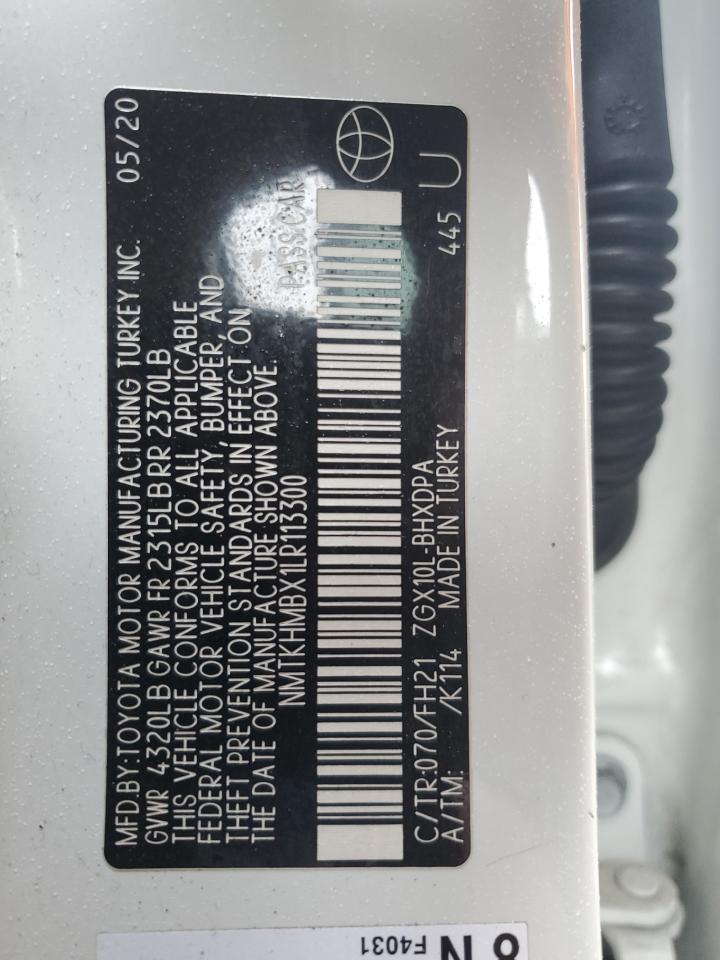 MFD.BY:TOYOTA MOTOR MANUFACTURING TURKEY INC. 05/20
GVWR 4320LB GAWR FR 2315LB RR 2370LB
THIS VEHICLE CONFORMS TO ALL APPLICABLE
FEDERAL MOTOR VEHICLE SAFETY, BUMPER, AND
THEFT PREVENTION STANDARDS IN EFFECT ON
THE DATE OF MANUFACTURE SHOWN ABOVE.
NMTKHMBX1LR113300 PASS.CAR
C/TR:070/FH21 ZGX10L-BHXDPA
A/TM: /K114 MADE IN TURKEY 445 U
8 N
F4031